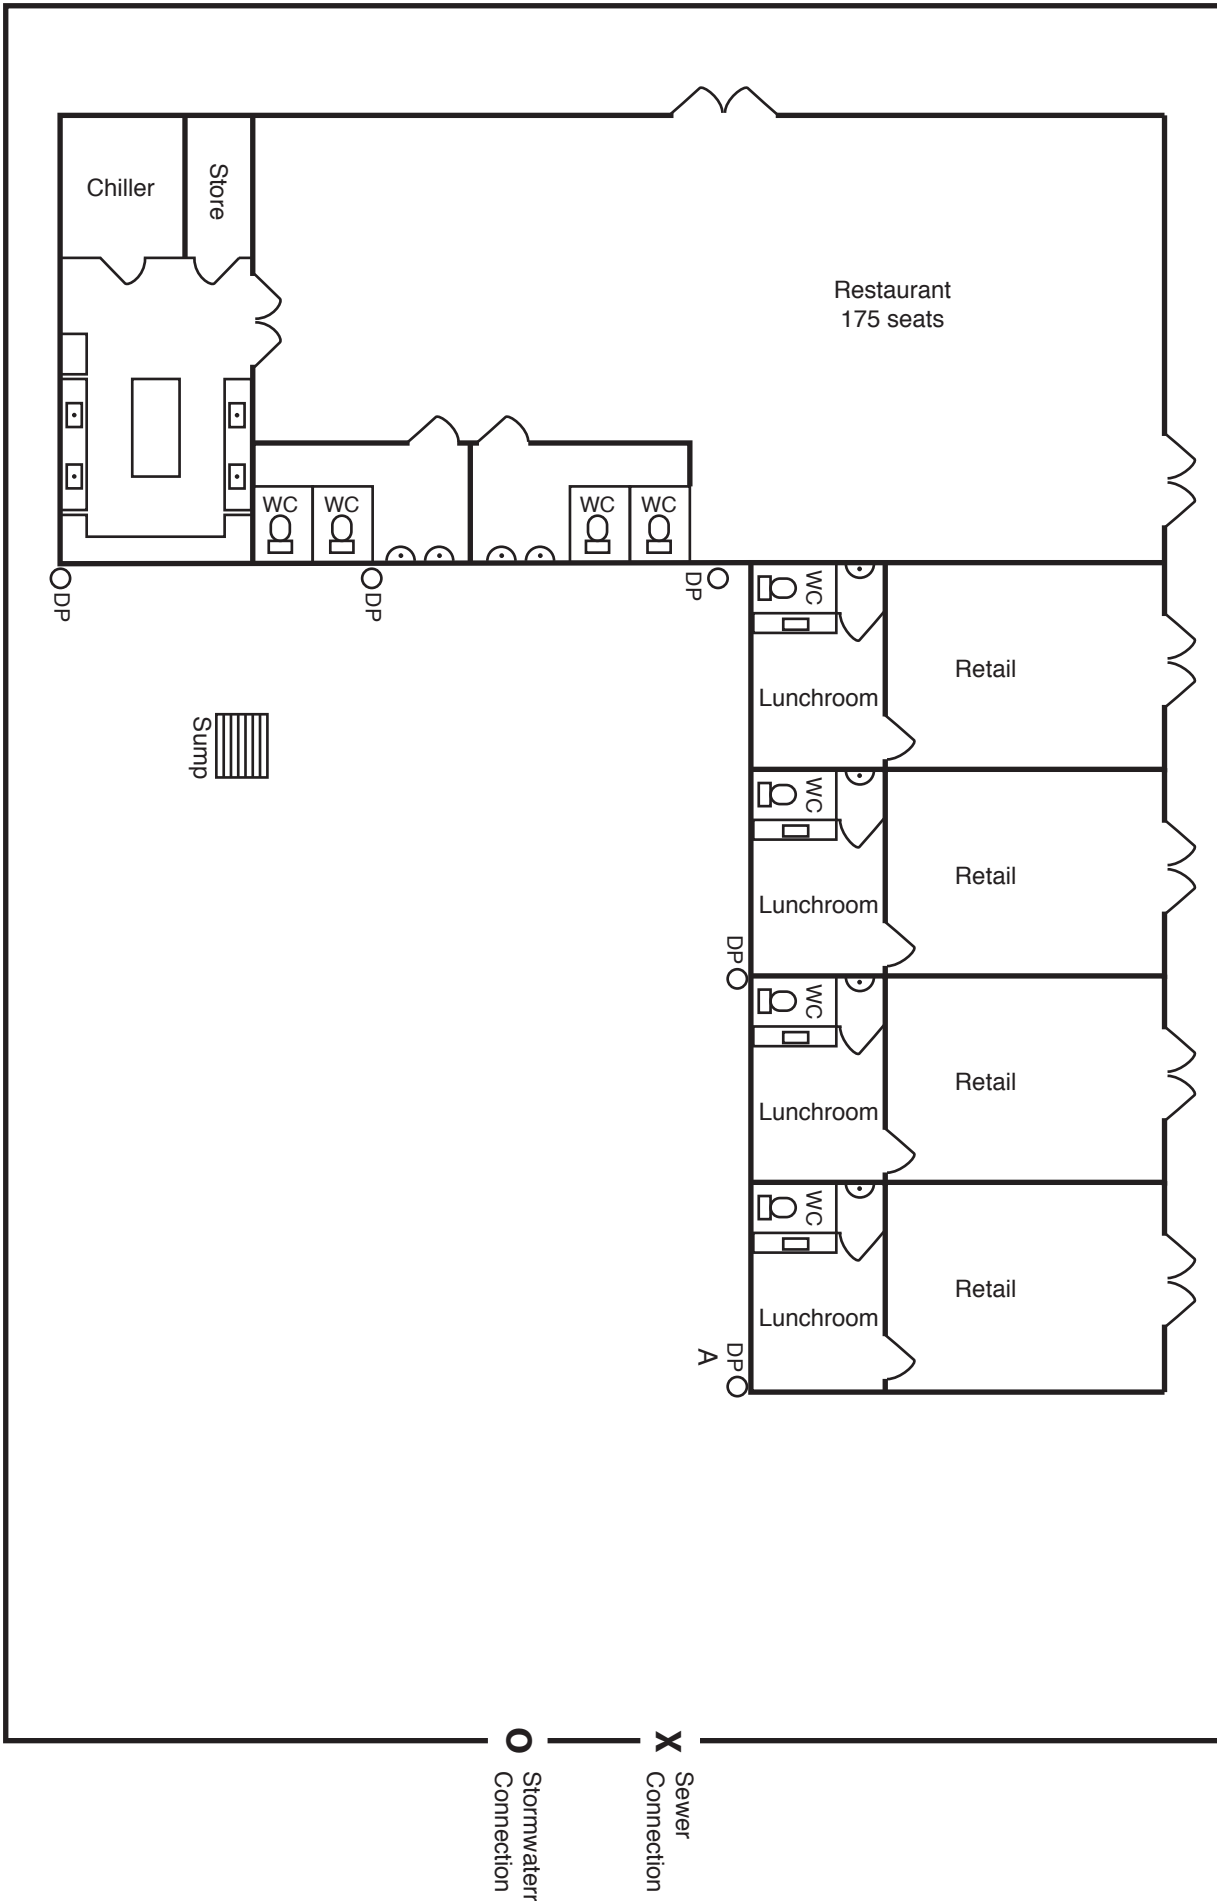 Chiller
Store
Restaurant
175 seats
WC
WC
WC
WC
DP
DP
DP
WC
Retail
Lunchroom
Sump
WC
Retail
Lunchroom
DP
WC
Retail
Lunchroom
WC
Retail
Lunchroom
DP
A
O
X
Stormwaterr
Connection
Sewer
Connection